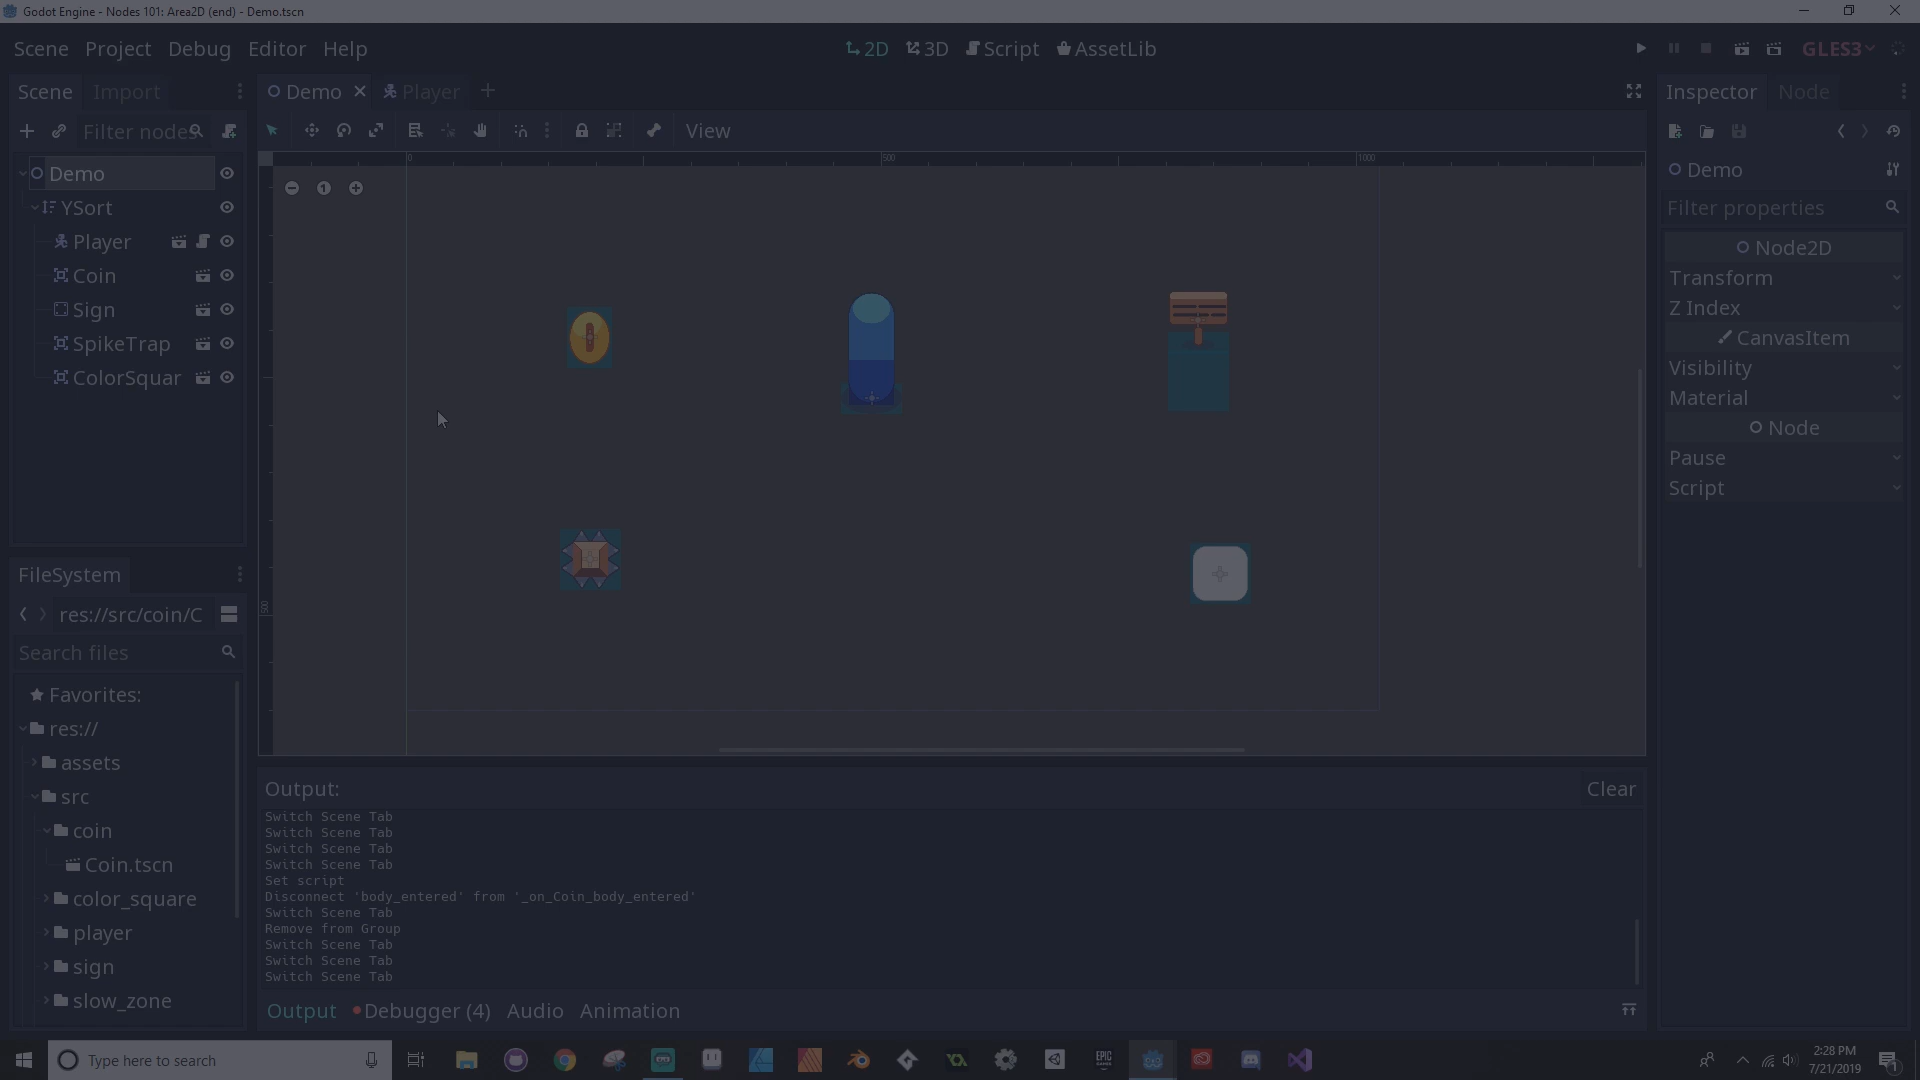 Godot Engine - Nodes 101: Area2D (end) - Demo.tscn
Scene Project Debug Editor Help
2D 3D Script AssetLib
GLES3
Scene Import
Demo Player
Inspector Node
Filter nodes
View
Demo
YSort
Player
Coin
Sign
SpikeTrap
ColorSquar
0 500 1000
1
500
Demo
Filter properties
Node2D
Transform
Z Index
CanvasItem
Visibility
Material
Node
Pause
Script
FileSystem
res://src/coin/C
Search files
Favorites:
res://
assets
src
coin
Coin.tscn
color_square
player
sign
slow_zone
Output:
Clear
Switch Scene Tab
Switch Scene Tab
Switch Scene Tab
Switch Scene Tab
Set script
Disconnect 'body_entered' from '_on_Coin_body_entered'
Switch Scene Tab
Remove from Group
Switch Scene Tab
Switch Scene Tab
Switch Scene Tab
Output Debugger (4) Audio Animation
Type here to search
EPIC GAMES
2:28 PM
7/21/2019
1